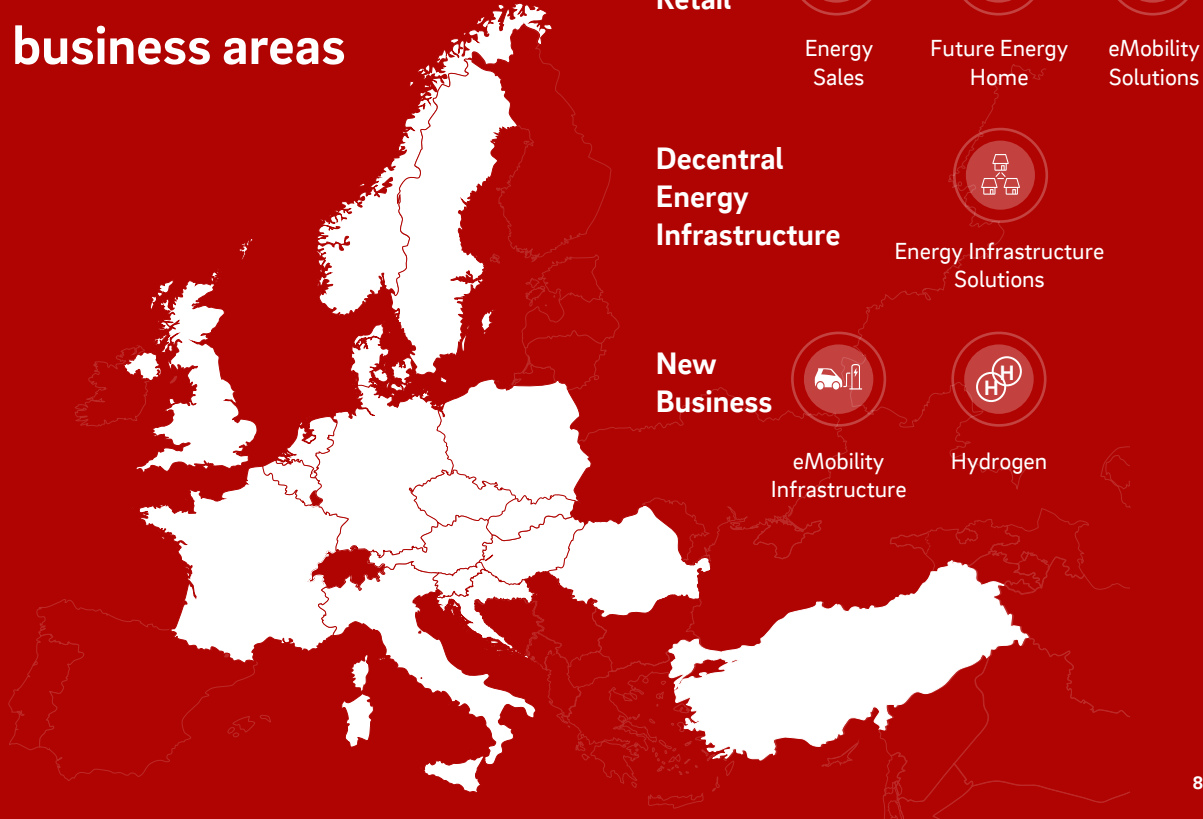 business areas
Retail
Energy
Sales
Future Energy
Home
eMobility
Solutions
Decentral
Energy
Infrastructure
Energy Infrastructure
Solutions
New
Business
H
H
eMobility
Infrastructure
Hydrogen
8